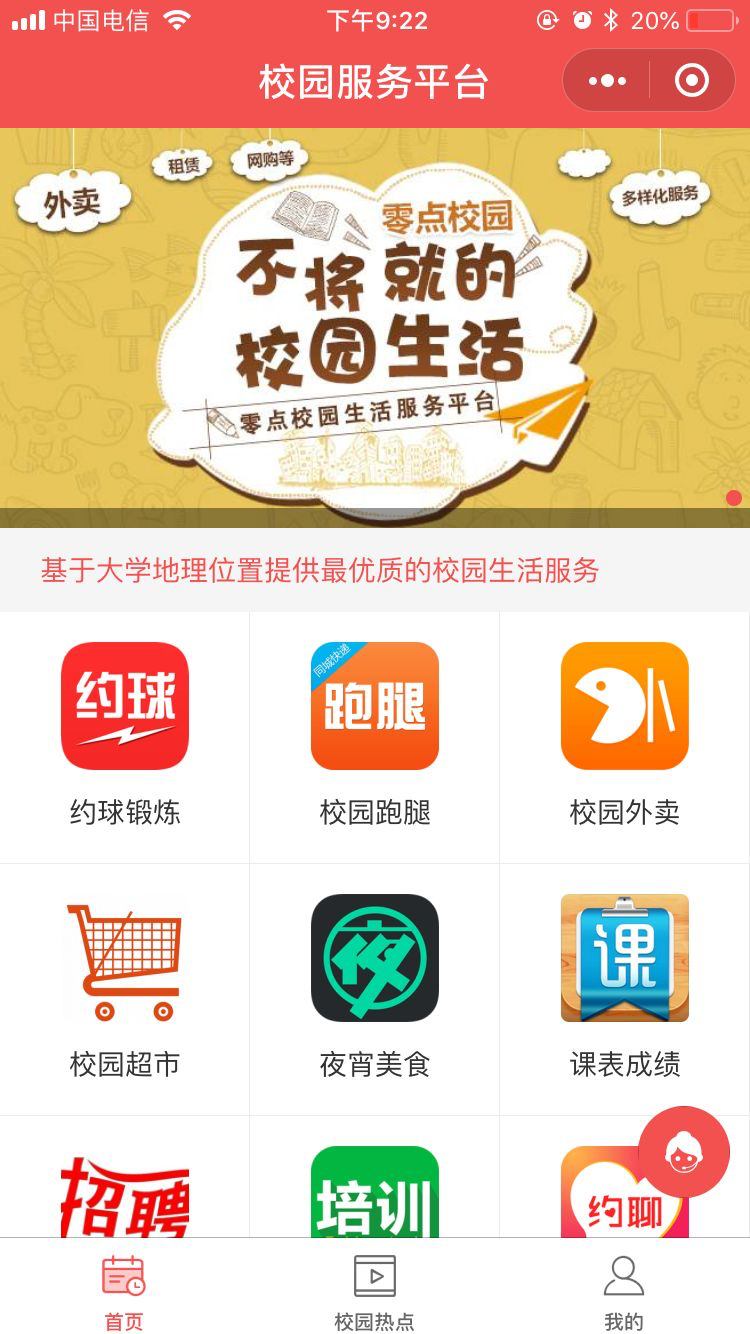 中国电信
下午9:22
20%
校园服务平台
外卖
租赁
网购等
多样化服务
零点校园
不将就的
校园生活
零点校园生活服务平台
基于大学地理位置提供最优质的校园生活服务
约球
同城快递
跑腿
外
约球锻炼
校园跑腿
校园外卖
夜
课
校园超市
夜宵美食
课表成绩
招聘
培训
约聊
首页
校园热点
我的